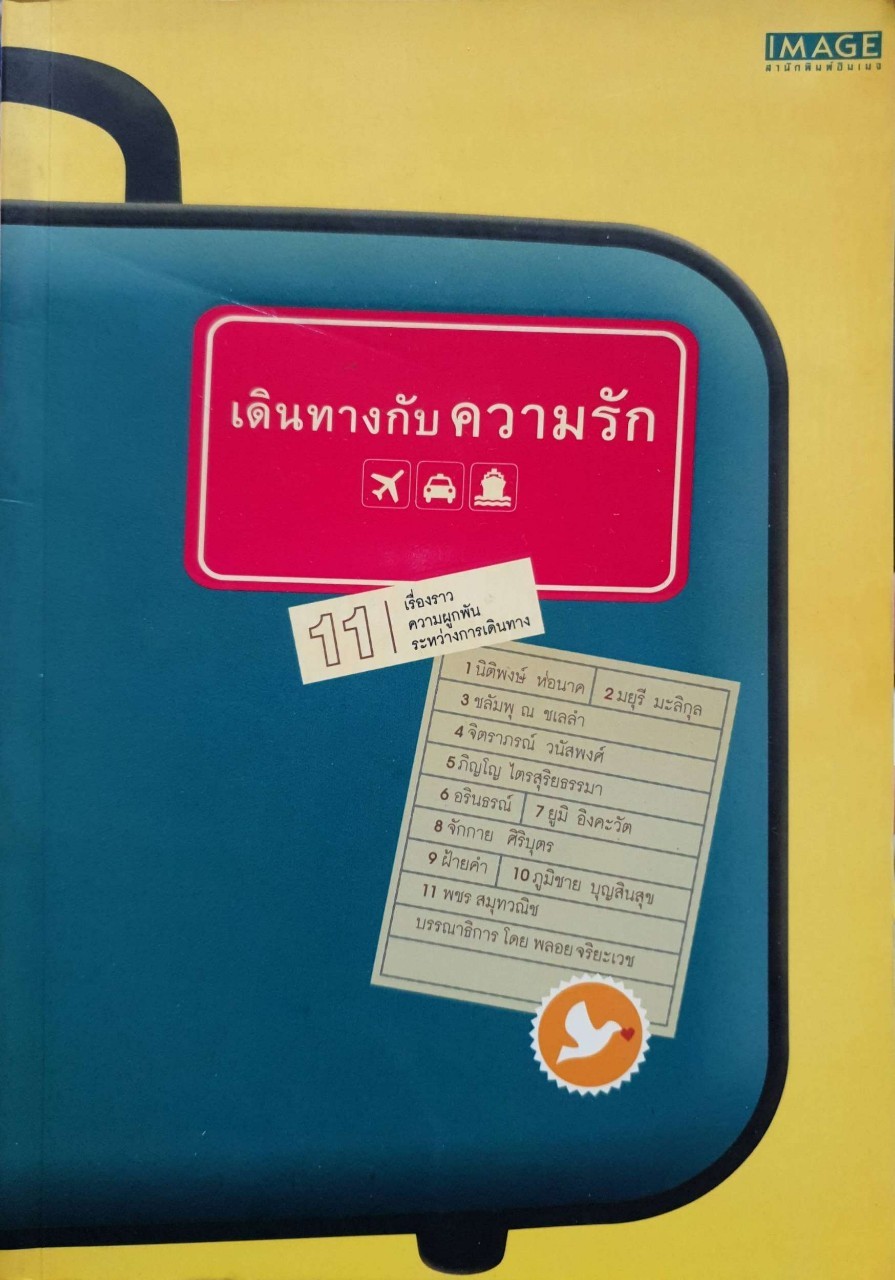 IMAGE
สำนักพิมพ์อิมเมจ
เดินทางกับ ความรัก
11
เรื่องราว
ความผูกพัน
ระหว่างการเดินทาง
1 นิติพงษ์ ห่อนาค 2 มยุรี มะลิกุล
3 ชลัมพุ ณ ชเลลำ
4 จิตราภรณ์ วนัสพงศ์
5 ภิญโญ ไตรสุริยธรรมา
6 อรินธรณ์ 7 ยูมิ อิงคะวัต
8 จักกาย ศิริบุตร
9 ฝ้ายคำ 10 ภูมิชาย บุญสินสุข
11 พชร สมุทวณิช
บรรณาธิการ โดย พลอย จริยะเวช